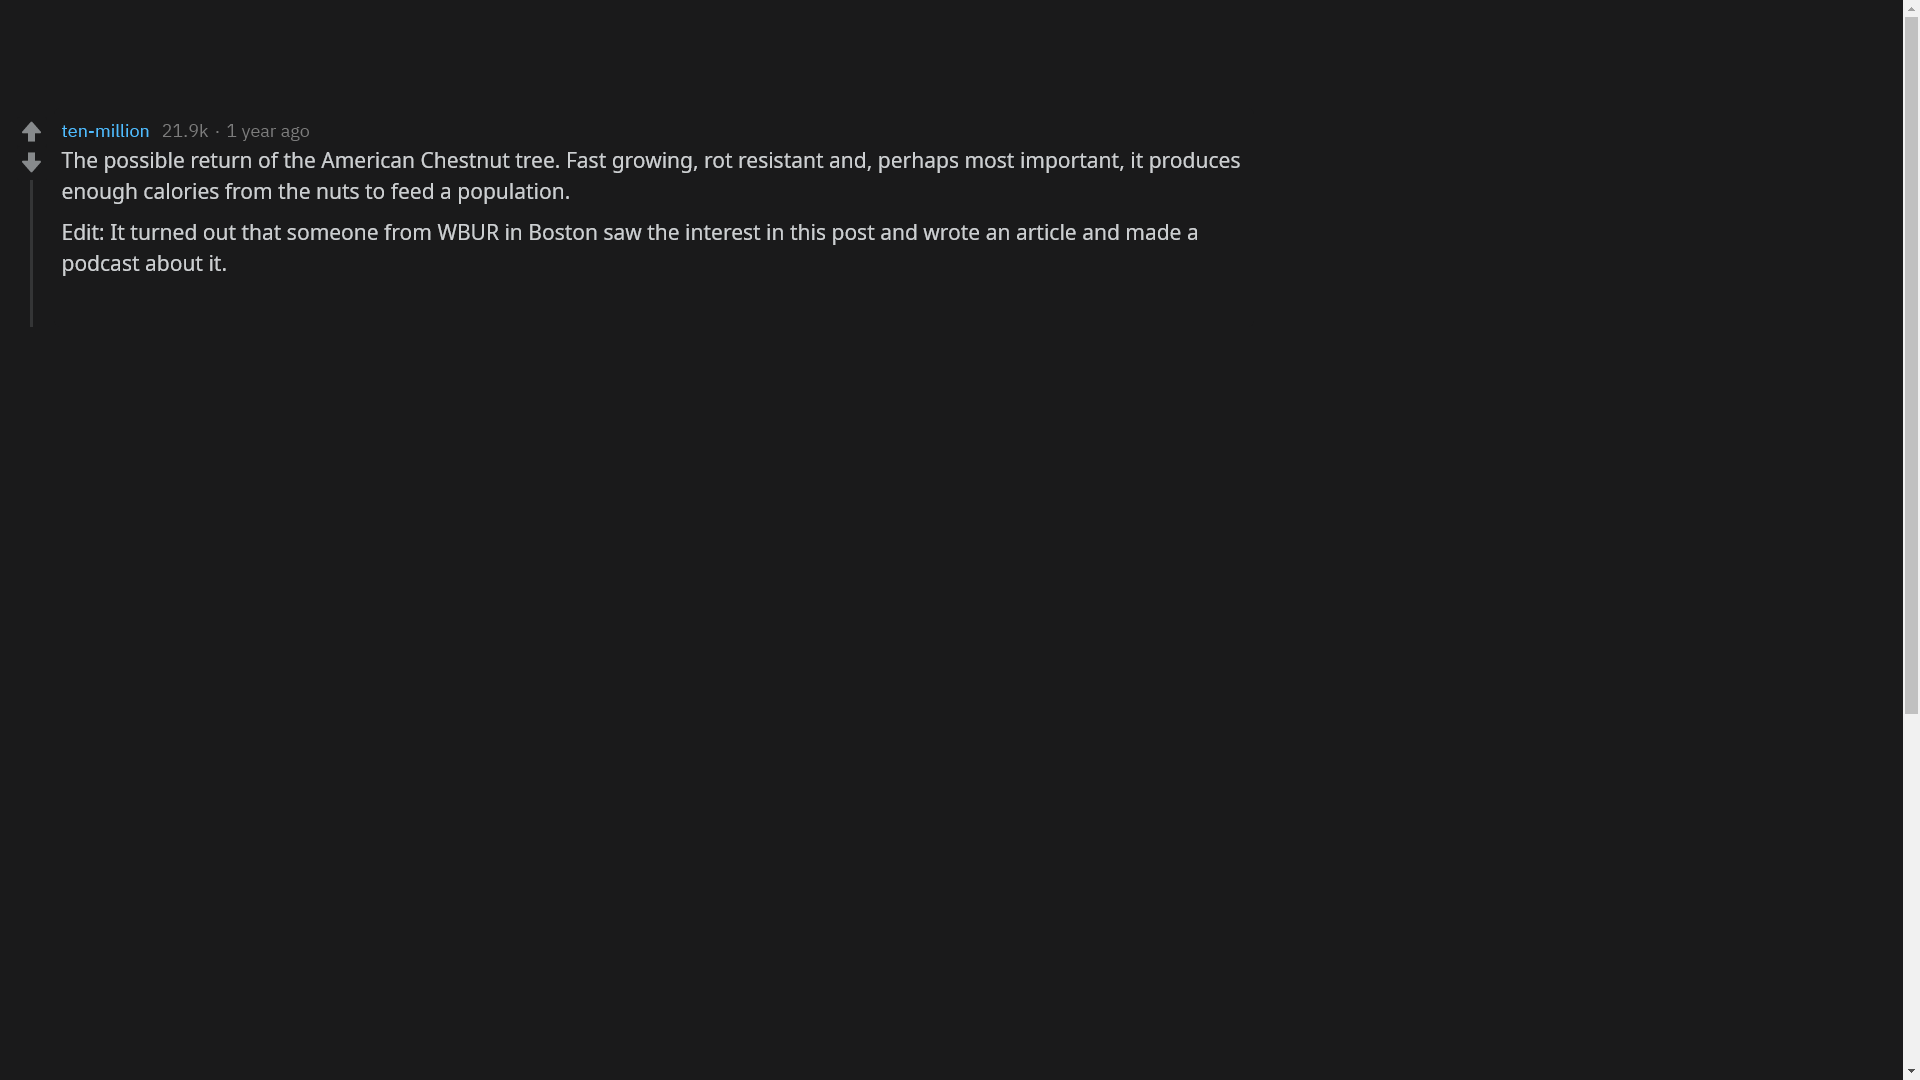 ten-million 21.9k · 1 year ago
The possible return of the American Chestnut tree. Fast growing, rot resistant and, perhaps most important, it produces
enough calories from the nuts to feed a population.
Edit: It turned out that someone from WBUR in Boston saw the interest in this post and wrote an article and made a
podcast about it.